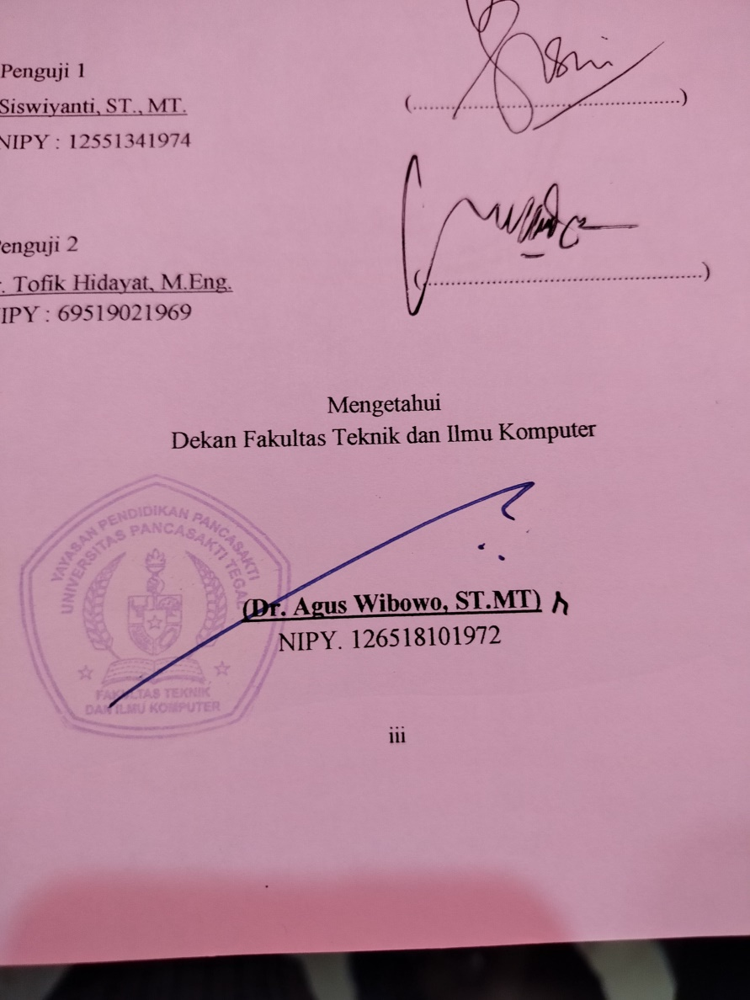 Penguji 1
Siswiyanti, ST., MT.
NIPY : 12551341974
(....................................................)
enguji 2
. Tofik Hidayat, M.Eng.
IPY : 69519021969
(....................................................)
Mengetahui
Dekan Fakultas Teknik dan Ilmu Komputer
YAYASAN PENDIDIKAN PANCASAKTI
UNIVERSITAS PANCASAKTI TEGAL
FAKULTAS TEKNIK
DAN ILMU KOMPUTER
(Dr. Agus Wibowo, ST.MT)
NIPY. 126518101972
iii